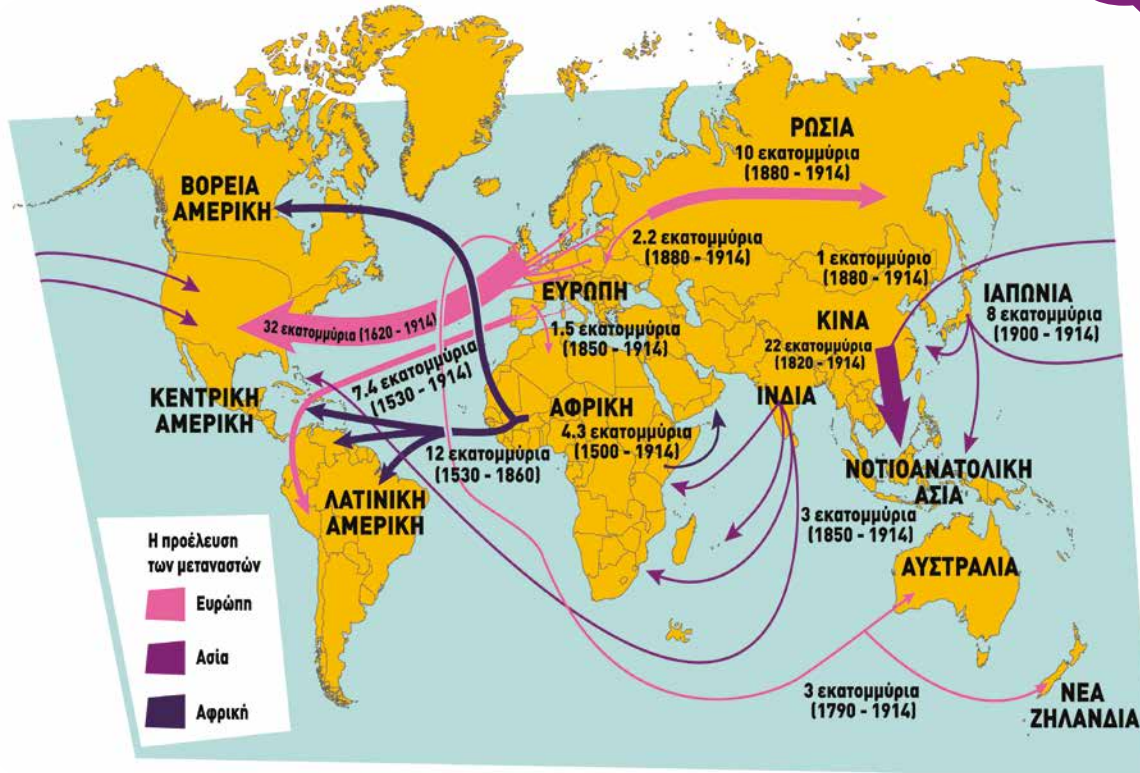 ΡΩΣΙΑ
10 εκατομμύρια
(1880 - 1914)
ΒΟΡΕΙΑ
ΑΜΕΡΙΚΗ
2.2 εκατομμύρια
(1880 - 1914)
1 εκατομμύριο
(1880 - 1914)
ΕΥΡΩΠΗ
ΙΑΠΩΝΙΑ
8 εκατομμύρια
(1900 - 1914)
32 εκατομμύρια (1620 - 1914)
ΚΙΝΑ
22 εκατομμύρια
(1820 - 1914)
1.5 εκατομμύρια
(1850 - 1914)
7.4 εκατομμύρια
(1530 - 1914)
ΚΕΝΤΡΙΚΗ
ΑΜΕΡΙΚΗ
ΙΝΔΙΑ
ΑΦΡΙΚΗ
4.3 εκατομμύρια
(1500 - 1914)
12 εκατομμύρια
(1530 - 1860)
ΝΟΤΙΟΑΝΑΤΟΛΙΚΗ
ΑΣΙΑ
ΛΑΤΙΝΙΚΗ
ΑΜΕΡΙΚΗ
3 εκατομμύρια
(1850 - 1914)
ΑΥΣΤΡΑΛΙΑ
Η προέλευση
των μεταναστών
Ευρώπη
Ασία
Αφρική
3 εκατομμύρια
(1790 - 1914)
ΝΕΑ
ΖΗΛΑΝΔΙΑ